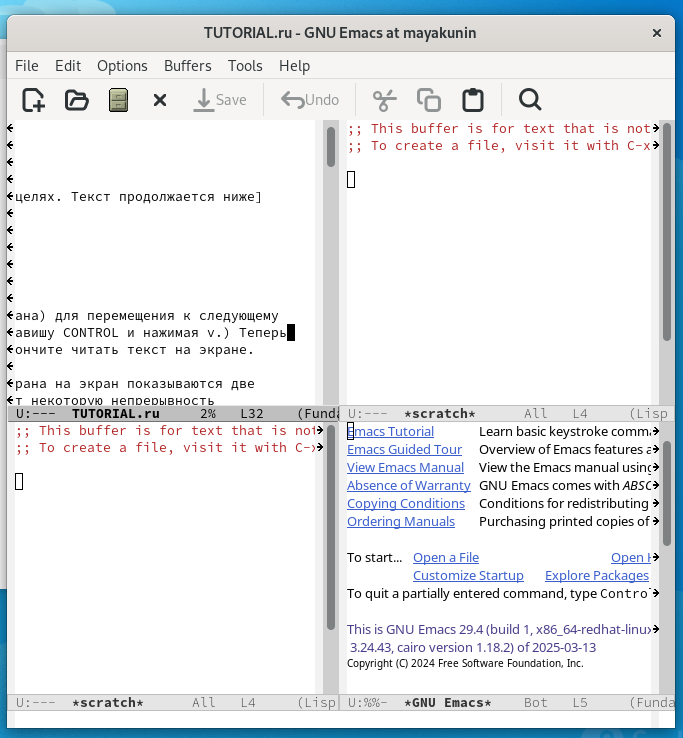 TUTORIAL.ru - GNU Emacs at mayakunin
File Edit Options Buffers Tools Help
Save Undo
целях. Текст продолжается ниже]
ана) для перемещения к следующему
авишу CONTROL и нажимая v.) Теперь
ончите читать текст на экране.
рана на экран показываются две
т некоторую непрерывность
U:--- TUTORIAL.ru 2% L32 (Funda
;; This buffer is for text that is not
;; To create a file, visit it with C-x
U:--- *scratch* All L4 (Lisp
;; This buffer is for text that is not
;; To create a file, visit it with C-x
U:--- *scratch* All L4 (Lisp
Emacs Tutorial Learn basic keystroke comm
Emacs Guided Tour Overview of Emacs features a
View Emacs Manual View the Emacs manual using
Absence of Warranty GNU Emacs comes with ABSO
Copying Conditions Conditions for redistributing
Ordering Manuals Purchasing printed copies of
To start... Open a File Open
Customize Startup Explore Packages
To quit a partially entered command, type Control
This is GNU Emacs 29.4 (build 1, x86_64-redhat-linux
3.24.43, cairo version 1.18.2) of 2025-03-13
Copyright (C) 2024 Free Software Foundation, Inc.
U:%%- *GNU Emacs* Bot L5 (Funda